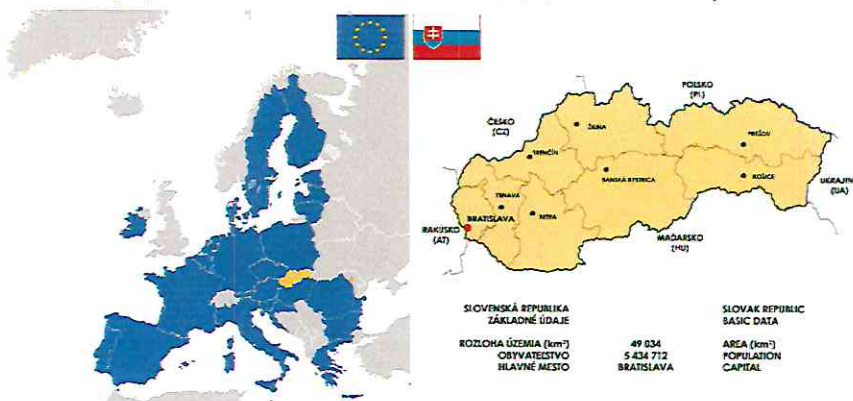 POĽSKO
(PL)
ČESKO
(CZ)
ŽILINA
PREŠOV
TRENČÍN
BANSKÁ BYSTRICA
KOŠICE
UKRAJINA
(UA)
TRNAVA
BRATISLAVA
NITRA
RAKÚSKO
(AT)
MAĎARSKO
(HU)
SLOVENSKÁ REPUBLIKA SLOVAK REPUBLIC
ZÁKLADNÉ ÚDAJE BASIC DATA
ROZLOHA ÚZEMIA (km²) 49 034 AREA (km²)
OBYVATEĽSTVO 5 434 712 POPULATION
HLAVNÉ MESTO BRATISLAVA CAPITAL